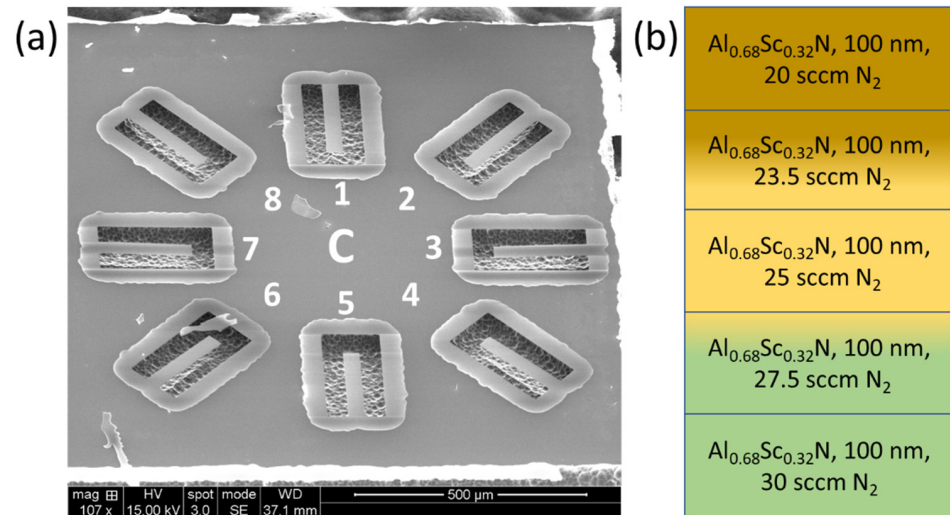 (a)
1
8
2
7
C
3
6
5
4
mag HV spot mode WD
107 x 15.00 kV 3.0 SE 37.1 mm
500 µm
(b)
Al₀.₆₈Sc₀.₃₂N, 100 nm,
20 sccm N₂
Al₀.₆₈Sc₀.₃₂N, 100 nm,
23.5 sccm N₂
Al₀.₆₈Sc₀.₃₂N, 100 nm,
25 sccm N₂
Al₀.₆₈Sc₀.₃₂N, 100 nm,
27.5 sccm N₂
Al₀.₆₈Sc₀.₃₂N, 100 nm,
30 sccm N₂